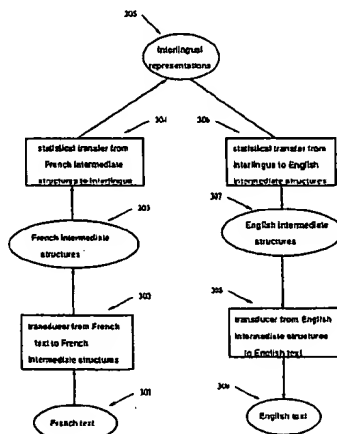 305
Interlingual
representations
304
statistical transfer from
French Intermediate
structures to Interlingua
306
statistical transfer from
Interlingua to English
Intermediate structures
303
French Intermediate
structures
307
English Intermediate
structures
302
transducer from French
text to French
Intermediate structures
308
transducer from English
Intermediate structures
to English text
301
French text
English text